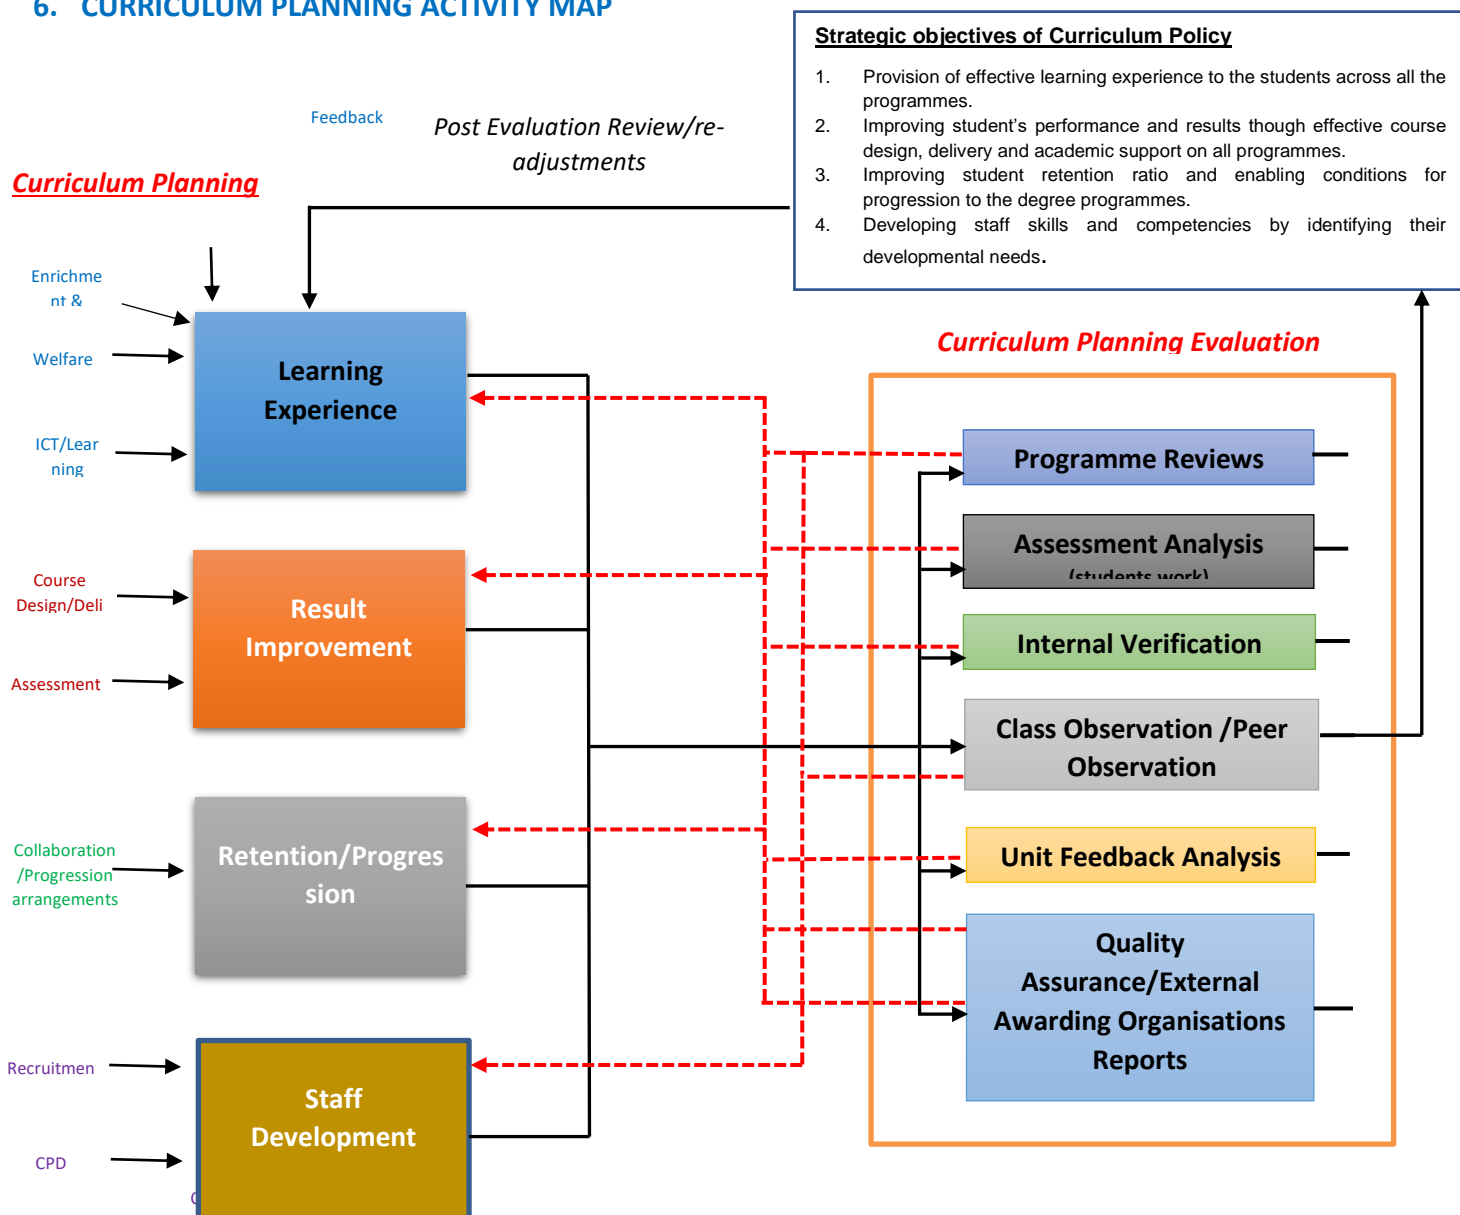 6. CURRICULUM PLANNING ACTIVITY MAP
Strategic objectives of Curriculum Policy
1. Provision of effective learning experience to the students across all the
programmes.
2. Improving student's performance and results though effective course
design, delivery and academic support on all programmes.
3. Improving student retention ratio and enabling conditions for
progression to the degree programmes.
4. Developing staff skills and competencies by identifying their
developmental needs.
Feedback
Post Evaluation Review/re-
adjustments
Curriculum Planning
Enrichme
nt &
Welfare
ICT/Lear
ning
Learning
Experience
Course
Design/Deli
Assessment
Result
Improvement
Collaboration
/Progression
arrangements
Retention/Progres
sion
Recruitmen
CPD
Staff
Development
Curriculum Planning Evaluation
Programme Reviews
Assessment Analysis
(students work)
Internal Verification
Class Observation /Peer
Observation
Unit Feedback Analysis
Quality
Assurance/External
Awarding Organisations
Reports